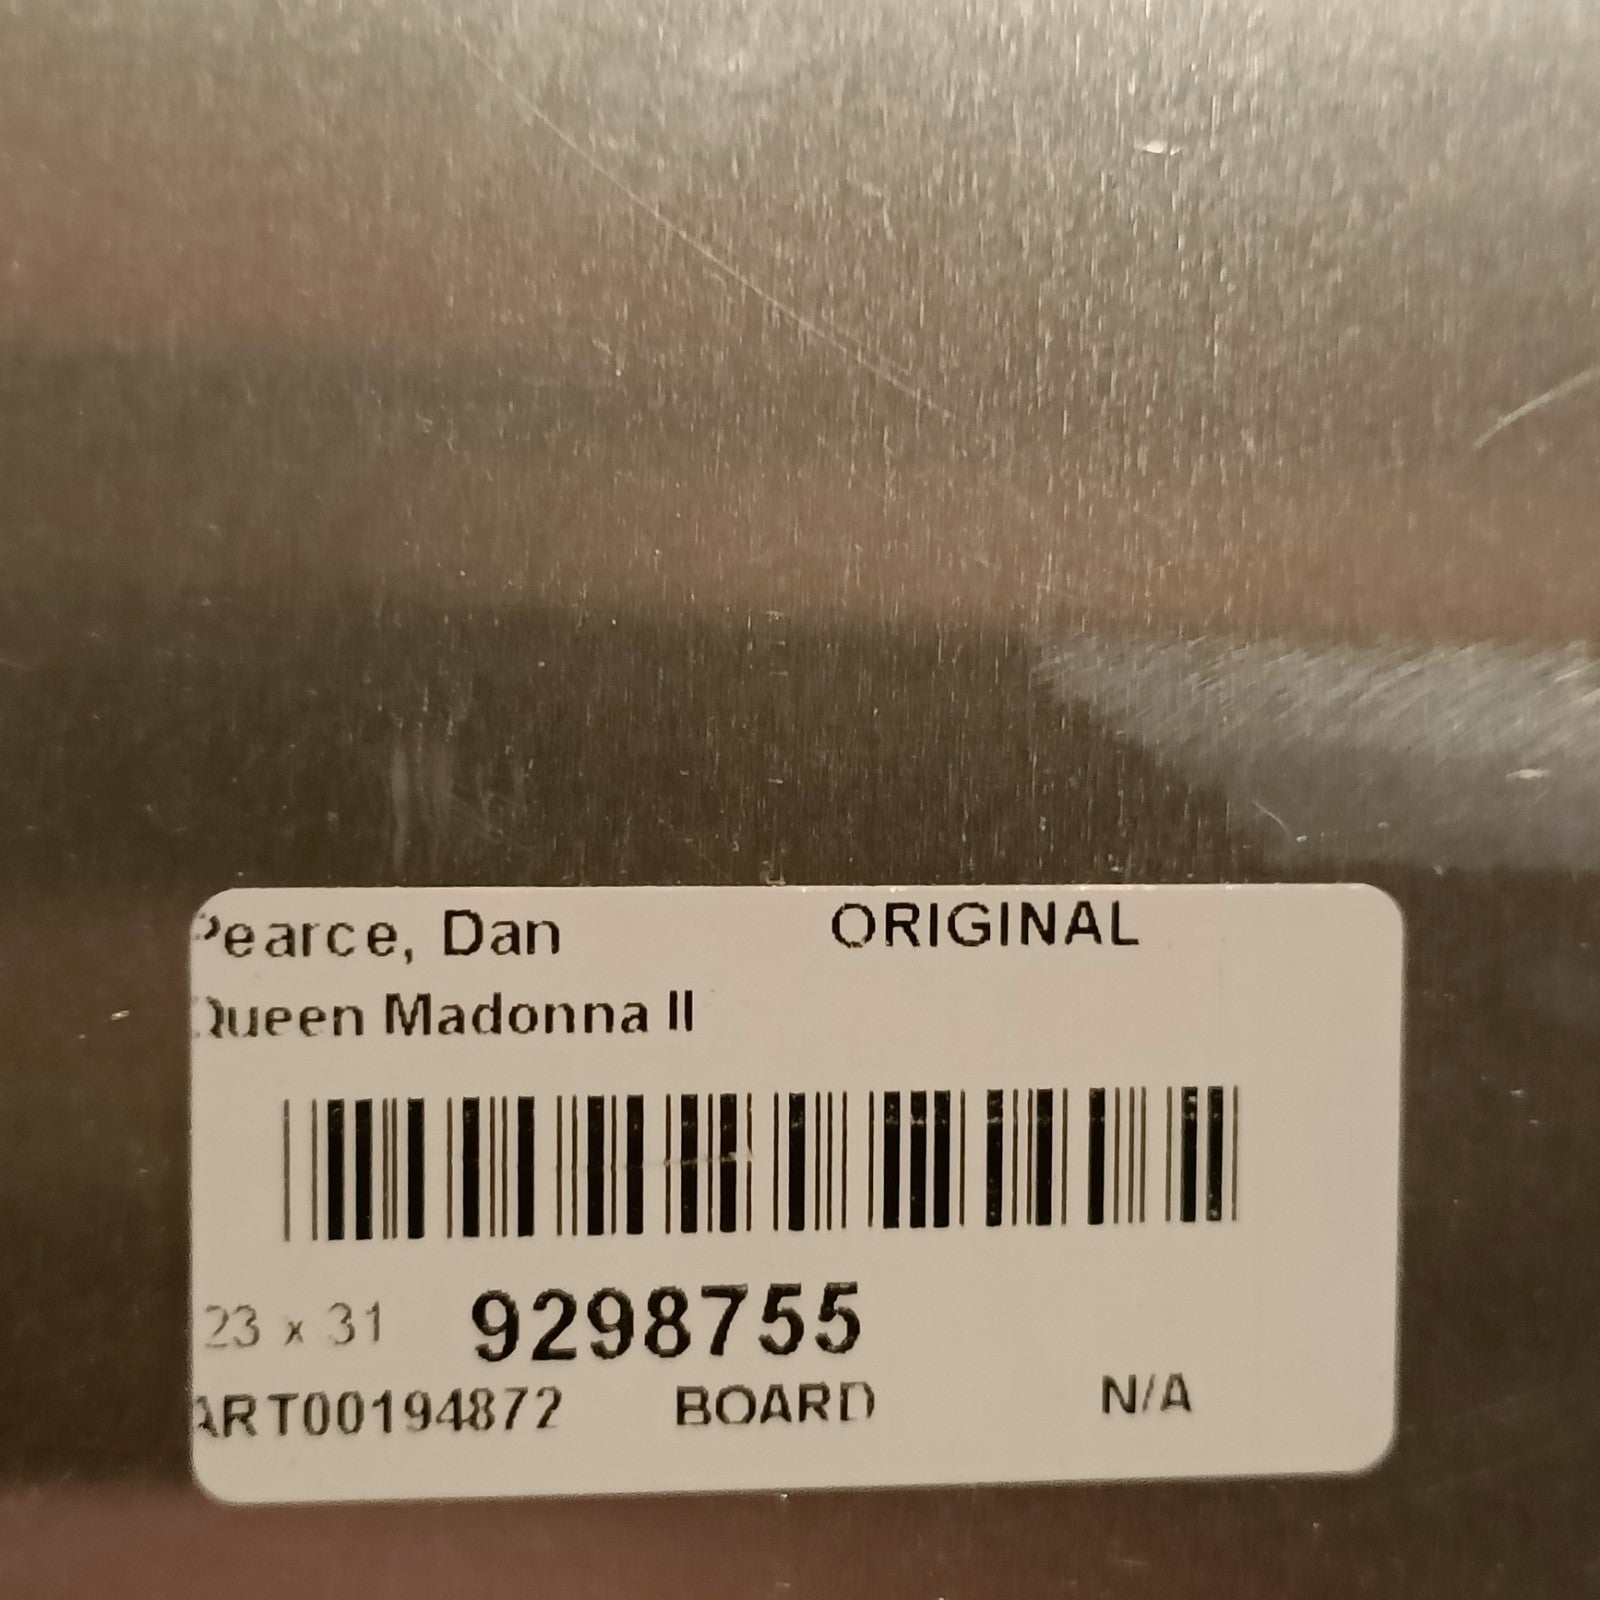 Pearce, Dan ORIGINAL
Queen Madonna II
23 x 31 9298755
ART00194872 BOARD N/A